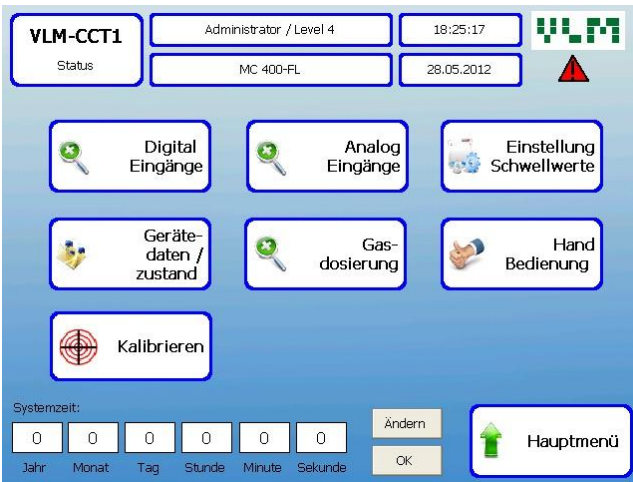 VLM-CCT1
Status
Administrator / Level 4
18:25:17
MC 400-FL
28.05.2012
VLM
Digital
Eingänge
Analog
Eingänge
Einstellung
Schwellwerte
Geräte-
daten /
zustand
Gas-
dosierung
Hand
Bedienung
Kalibrieren
Systemzeit:
0 0 0 0 0 0
Jahr Monat Tag Stunde Minute Sekunde
Ändern
OK
Hauptmenü